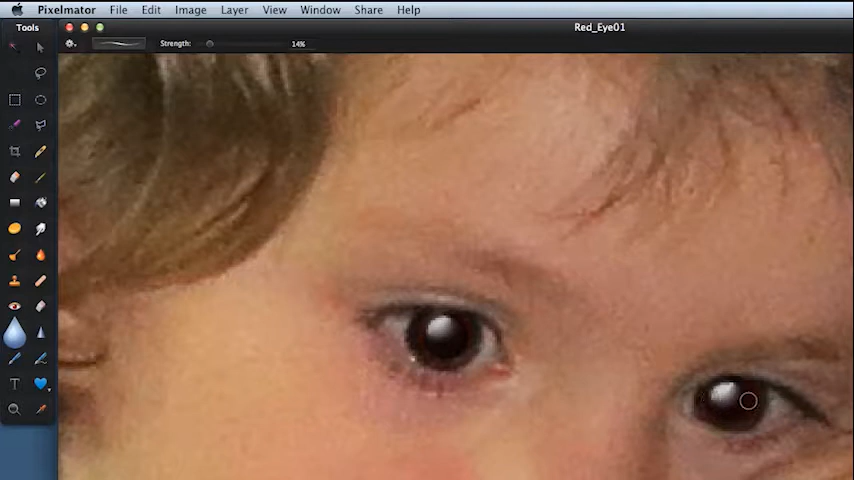 Pixelmator File Edit Image Layer View Window Share Help
Tools
Red_Eye01
Strength: 14%
T